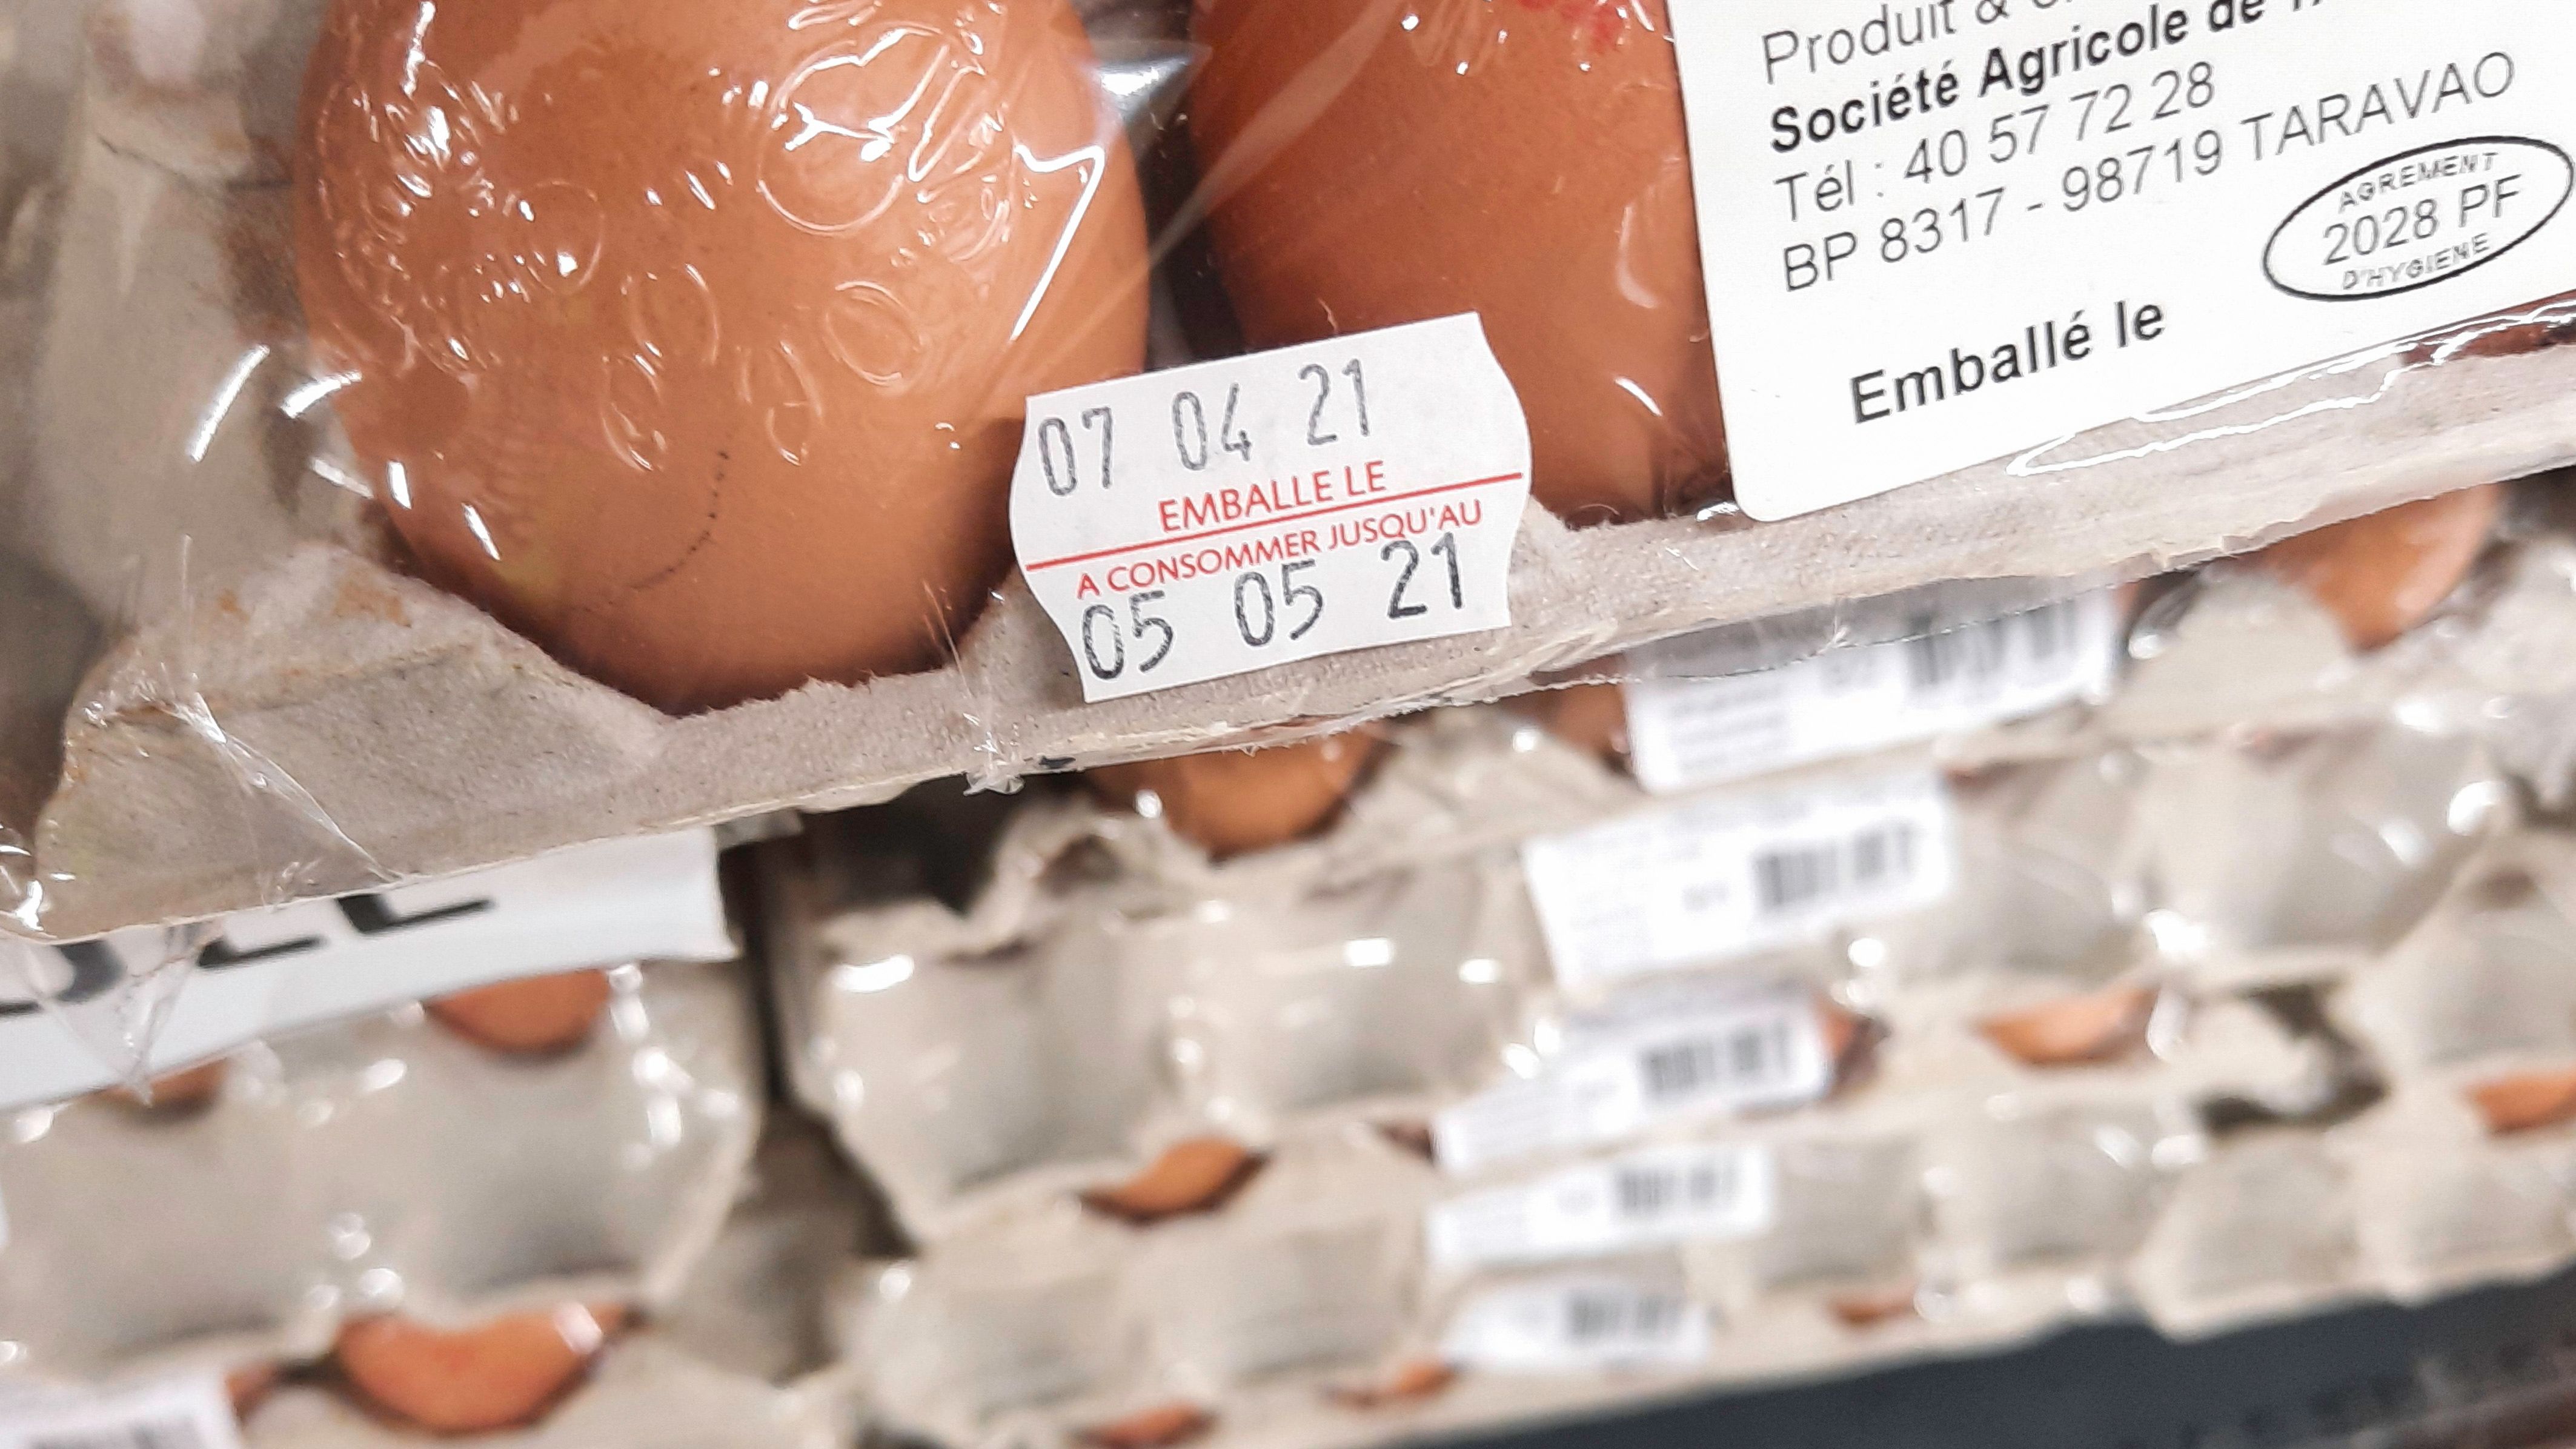 Produit &
Société Agricole de
Tél : 40 57 72 28
BP 8317 - 98719 TARAVAO
AGREMENT
2028 PF
D'HYGIENE
Emballé le
07 04 21
EMBALLE LE
A CONSOMMER JUSQU'AU
05 05 21